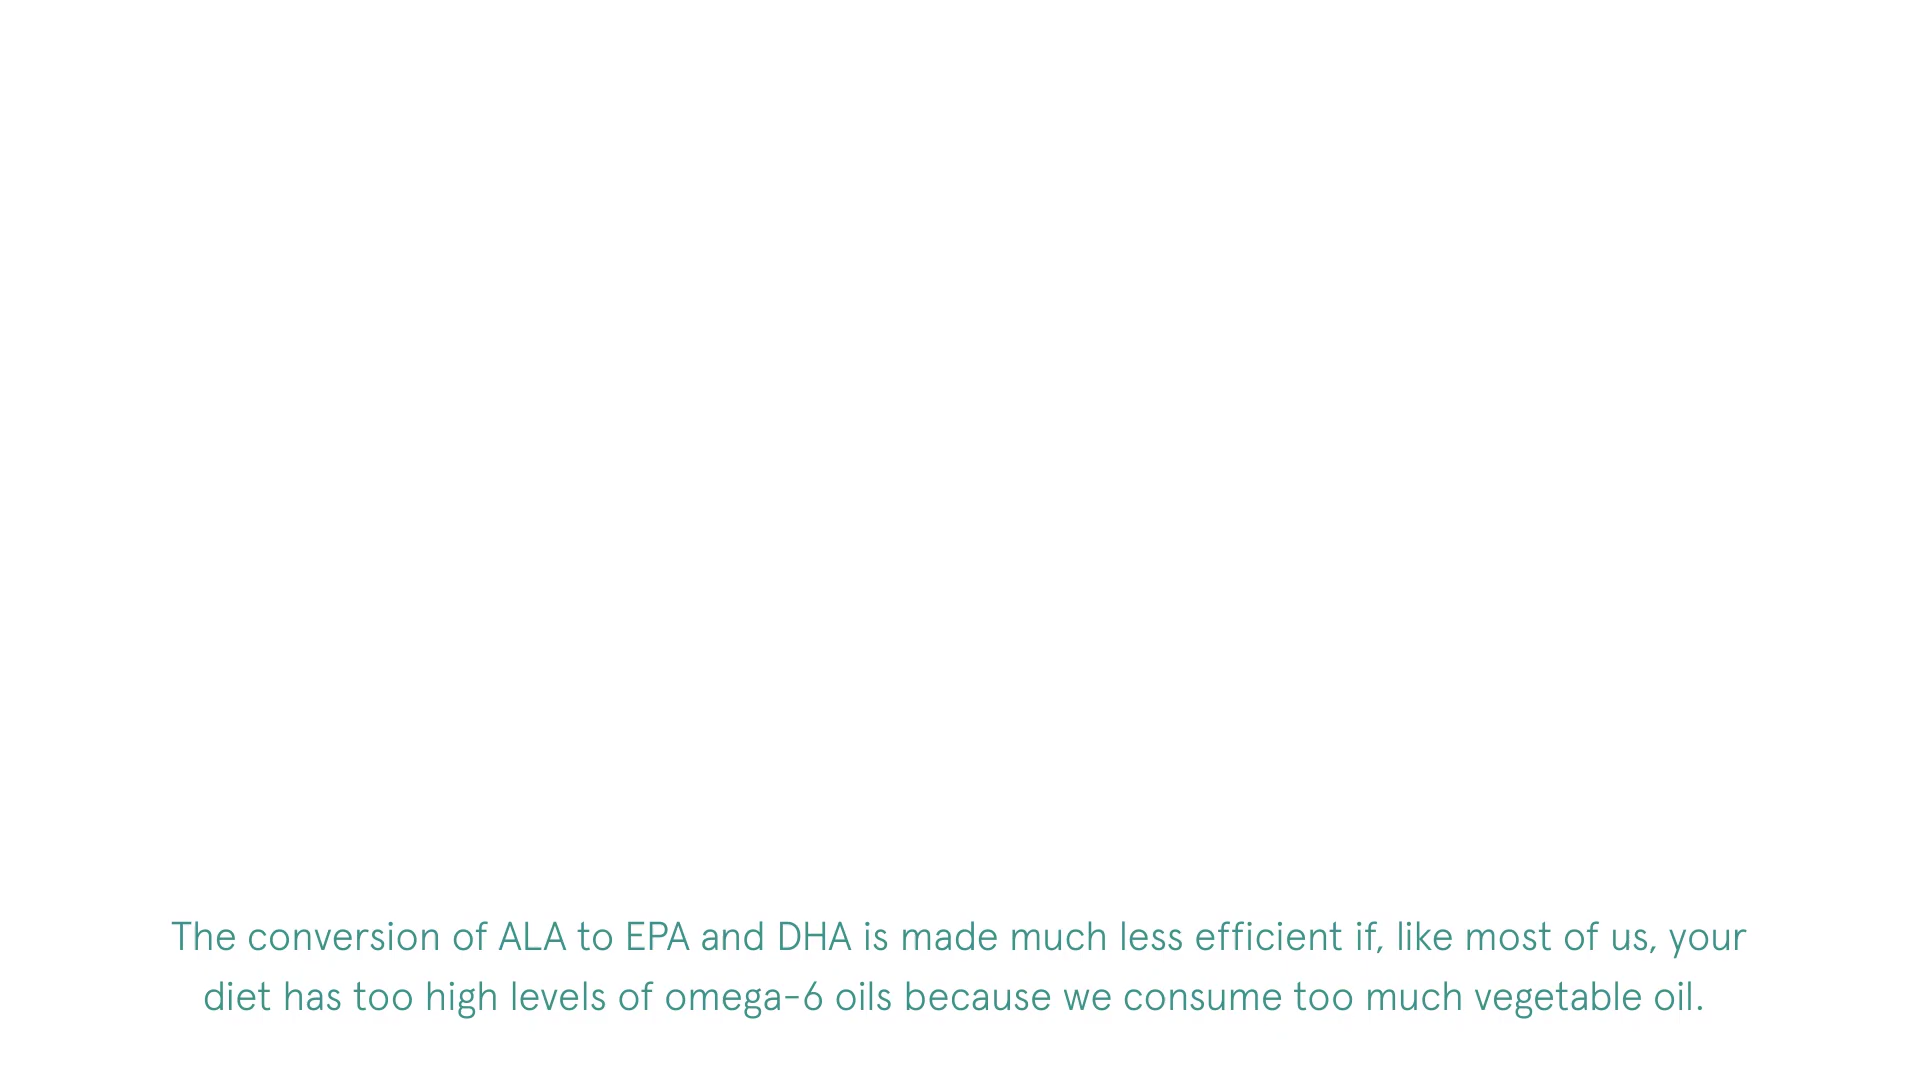 The conversion of ALA to EPA and DHA is made much less efficient if, like most of us, your
diet has too high levels of omega-6 oils because we consume too much vegetable oil.